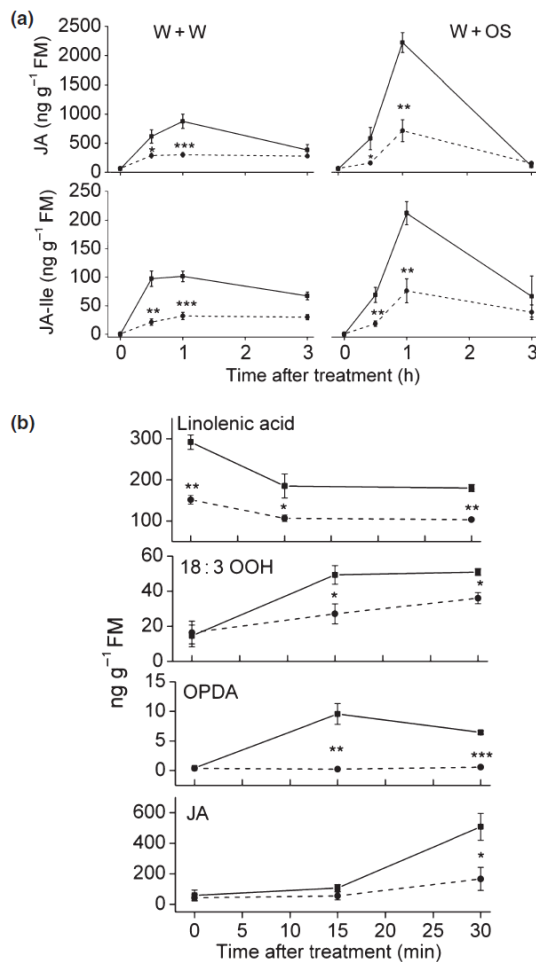 (a)
W + W
W + OS
JA (ng g⁻¹ FM)
2500
2000
1500
1000
500
0
*
***
*
**
JA-Ile (ng g⁻¹ FM)
250
200
150
100
50
0
**
***
**
**
0 1 3 0 1 3
Time after treatment (h)
(b)
Linolenic acid
300
200
100
**
*
**
18 : 3 OOH
60
40
20
0
*
*
ng g⁻¹ FM
OPDA
15
10
5
0
**
***
JA
600
400
200
0
*
0 5 10 15 20 25 30
Time after treatment (min)